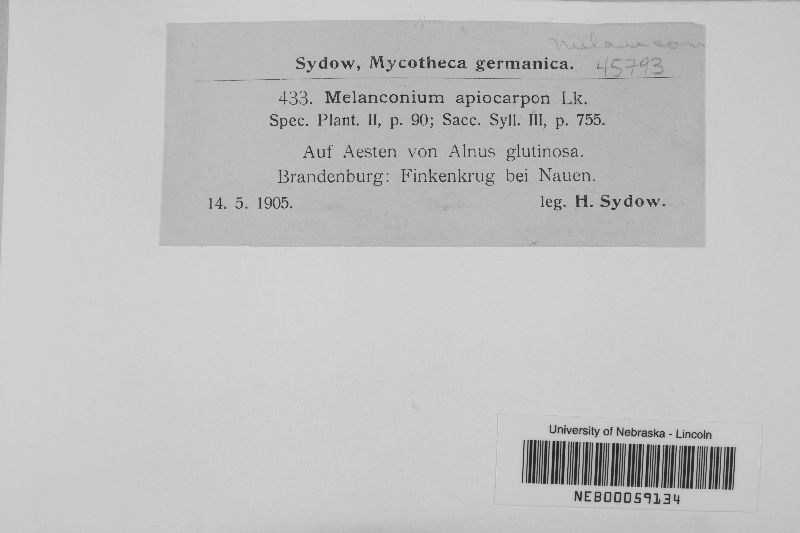 Sydow, Mycotheca germanica. 45793
433. Melanconium apiocarpon Lk.
Spec. Plant. II, p. 90; Sacc. Syll. III, p. 755.
Auf Aesten von Alnus glutinosa.
Brandenburg: Finkenkrug bei Nauen.
14. 5. 1905. leg. H. Sydow.
University of Nebraska - Lincoln
NEB00059134